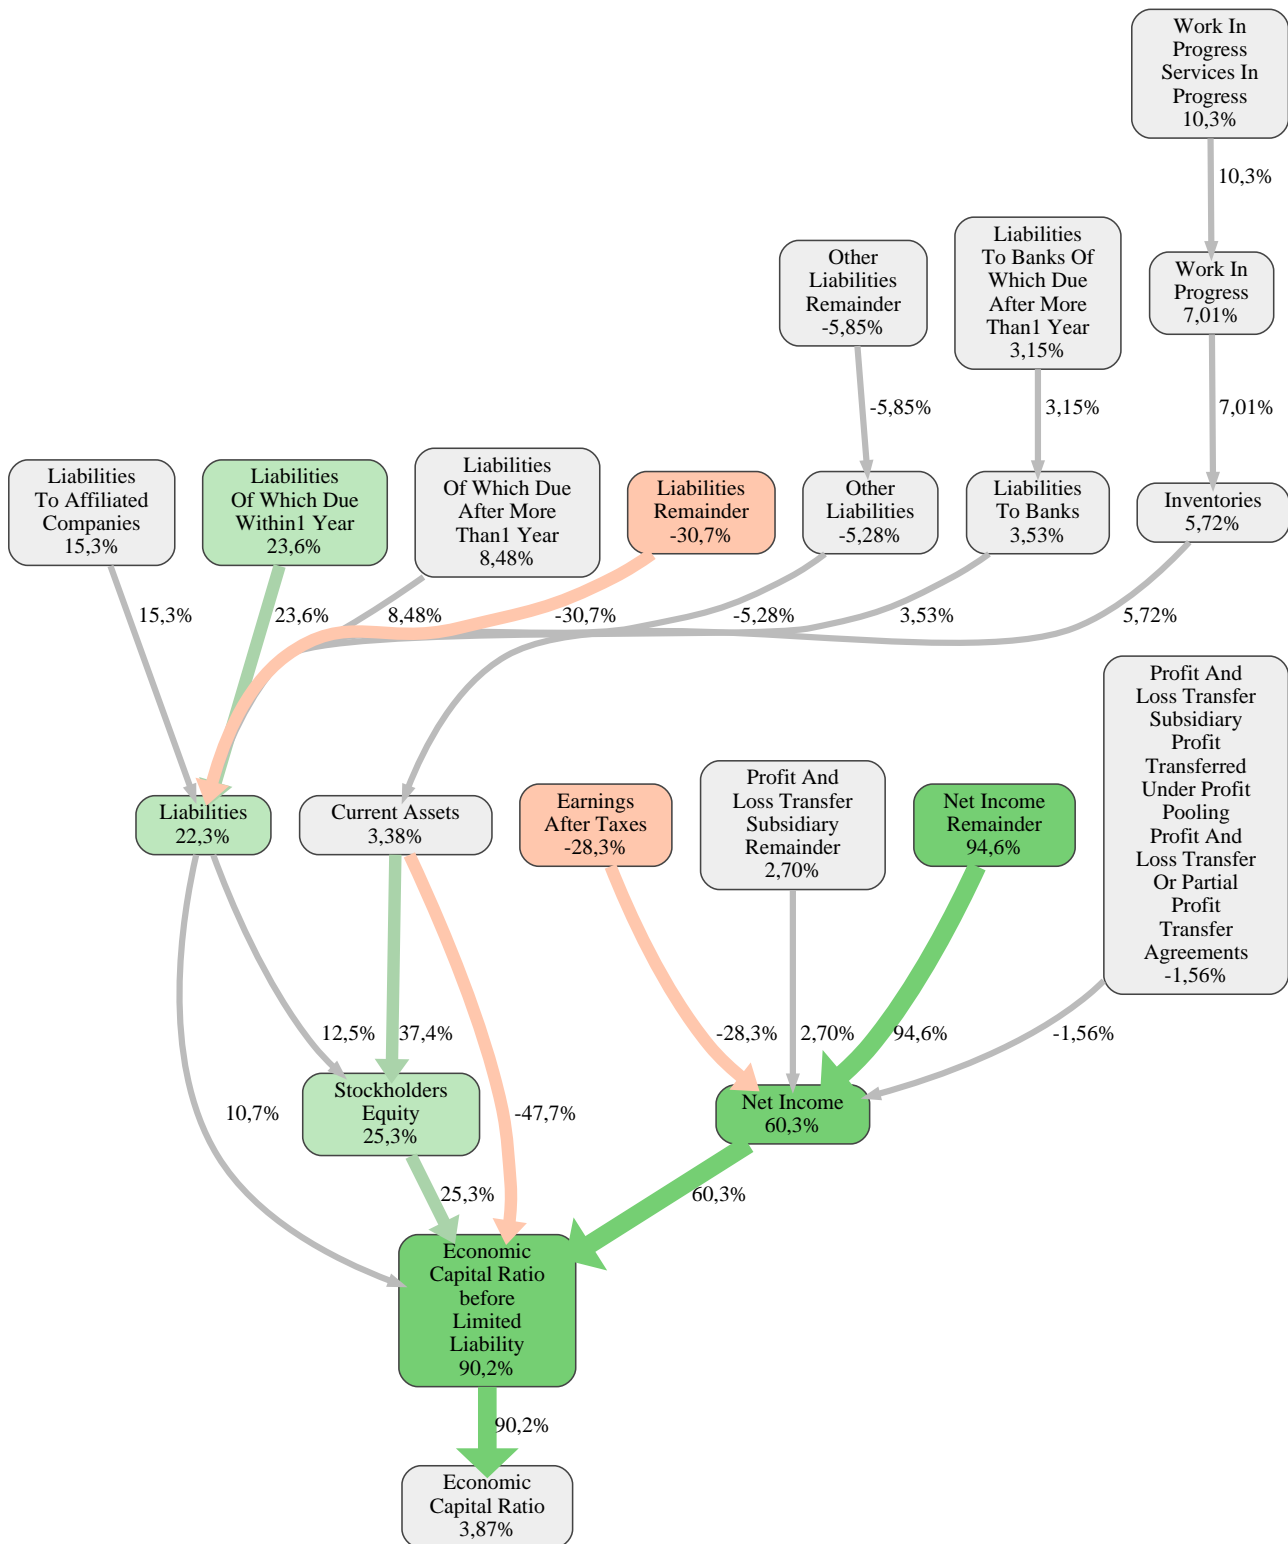 Work In
Progress
Services In
Progress
10,3%
10,3%
Other
Liabilities
Remainder
-5,85%
Liabilities
To Banks Of
Which Due
After More
Than1 Year
3,15%
Work In
Progress
7,01%
-5,85%
3,15%
7,01%
Liabilities
To Affiliated
Companies
15,3%
Liabilities
Of Which Due
Within1 Year
23,6%
Liabilities
Of Which Due
After More
Than1 Year
8,48%
Liabilities
Remainder
-30,7%
Other
Liabilities
-5,28%
Liabilities
To Banks
3,53%
Inventories
5,72%
15,3%
23,6%
8,48%
-30,7%
-5,28%
3,53%
5,72%
Liabilities
22,3%
Current Assets
3,38%
Earnings
After Taxes
-28,3%
Profit And
Loss Transfer
Subsidiary
Remainder
2,70%
Net Income
Remainder
94,6%
Profit And
Loss Transfer
Subsidiary
Profit
Transferred
Under Profit
Pooling
Profit And
Loss Transfer
Or Partial
Profit
Transfer
Agreements
-1,56%
12,5%
37,4%
-28,3%
2,70%
94,6%
-1,56%
10,7%
Stockholders
Equity
25,3%
-47,7%
Net Income
60,3%
25,3%
60,3%
Economic
Capital Ratio
before
Limited
Liability
90,2%
90,2%
Economic
Capital Ratio
3,87%